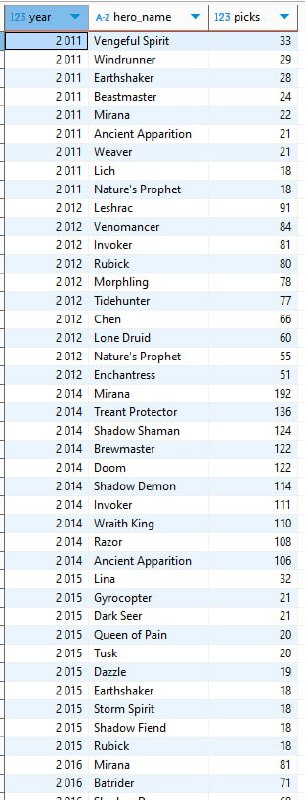 123 year A-Z hero_name 123 picks
2 011 Vengeful Spirit 33
2 011 Windrunner 29
2 011 Earthshaker 28
2 011 Beastmaster 24
2 011 Mirana 22
2 011 Ancient Apparition 21
2 011 Weaver 21
2 011 Lich 18
2 011 Nature's Prophet 18
2 012 Leshrac 91
2 012 Venomancer 84
2 012 Invoker 81
2 012 Rubick 80
2 012 Morphling 78
2 012 Tidehunter 77
2 012 Chen 66
2 012 Lone Druid 60
2 012 Nature's Prophet 55
2 012 Enchantress 51
2 014 Mirana 192
2 014 Treant Protector 136
2 014 Shadow Shaman 124
2 014 Brewmaster 122
2 014 Doom 122
2 014 Shadow Demon 114
2 014 Invoker 111
2 014 Wraith King 110
2 014 Razor 108
2 014 Ancient Apparition 106
2 015 Lina 32
2 015 Gyrocopter 21
2 015 Dark Seer 21
2 015 Queen of Pain 20
2 015 Tusk 20
2 015 Dazzle 19
2 015 Earthshaker 18
2 015 Storm Spirit 18
2 015 Shadow Fiend 18
2 015 Rubick 18
2 016 Mirana 81
2 016 Batrider 71